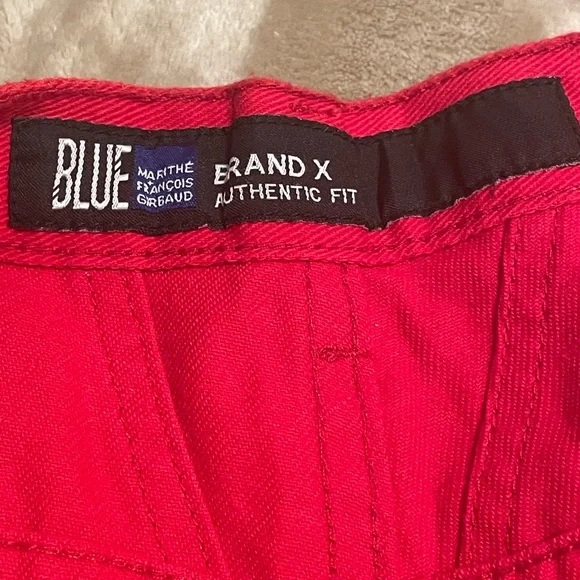 BLUE
MARITHÉ
+
FRANÇOIS
GIRBAUD
BRAND X
AUTHENTIC FIT